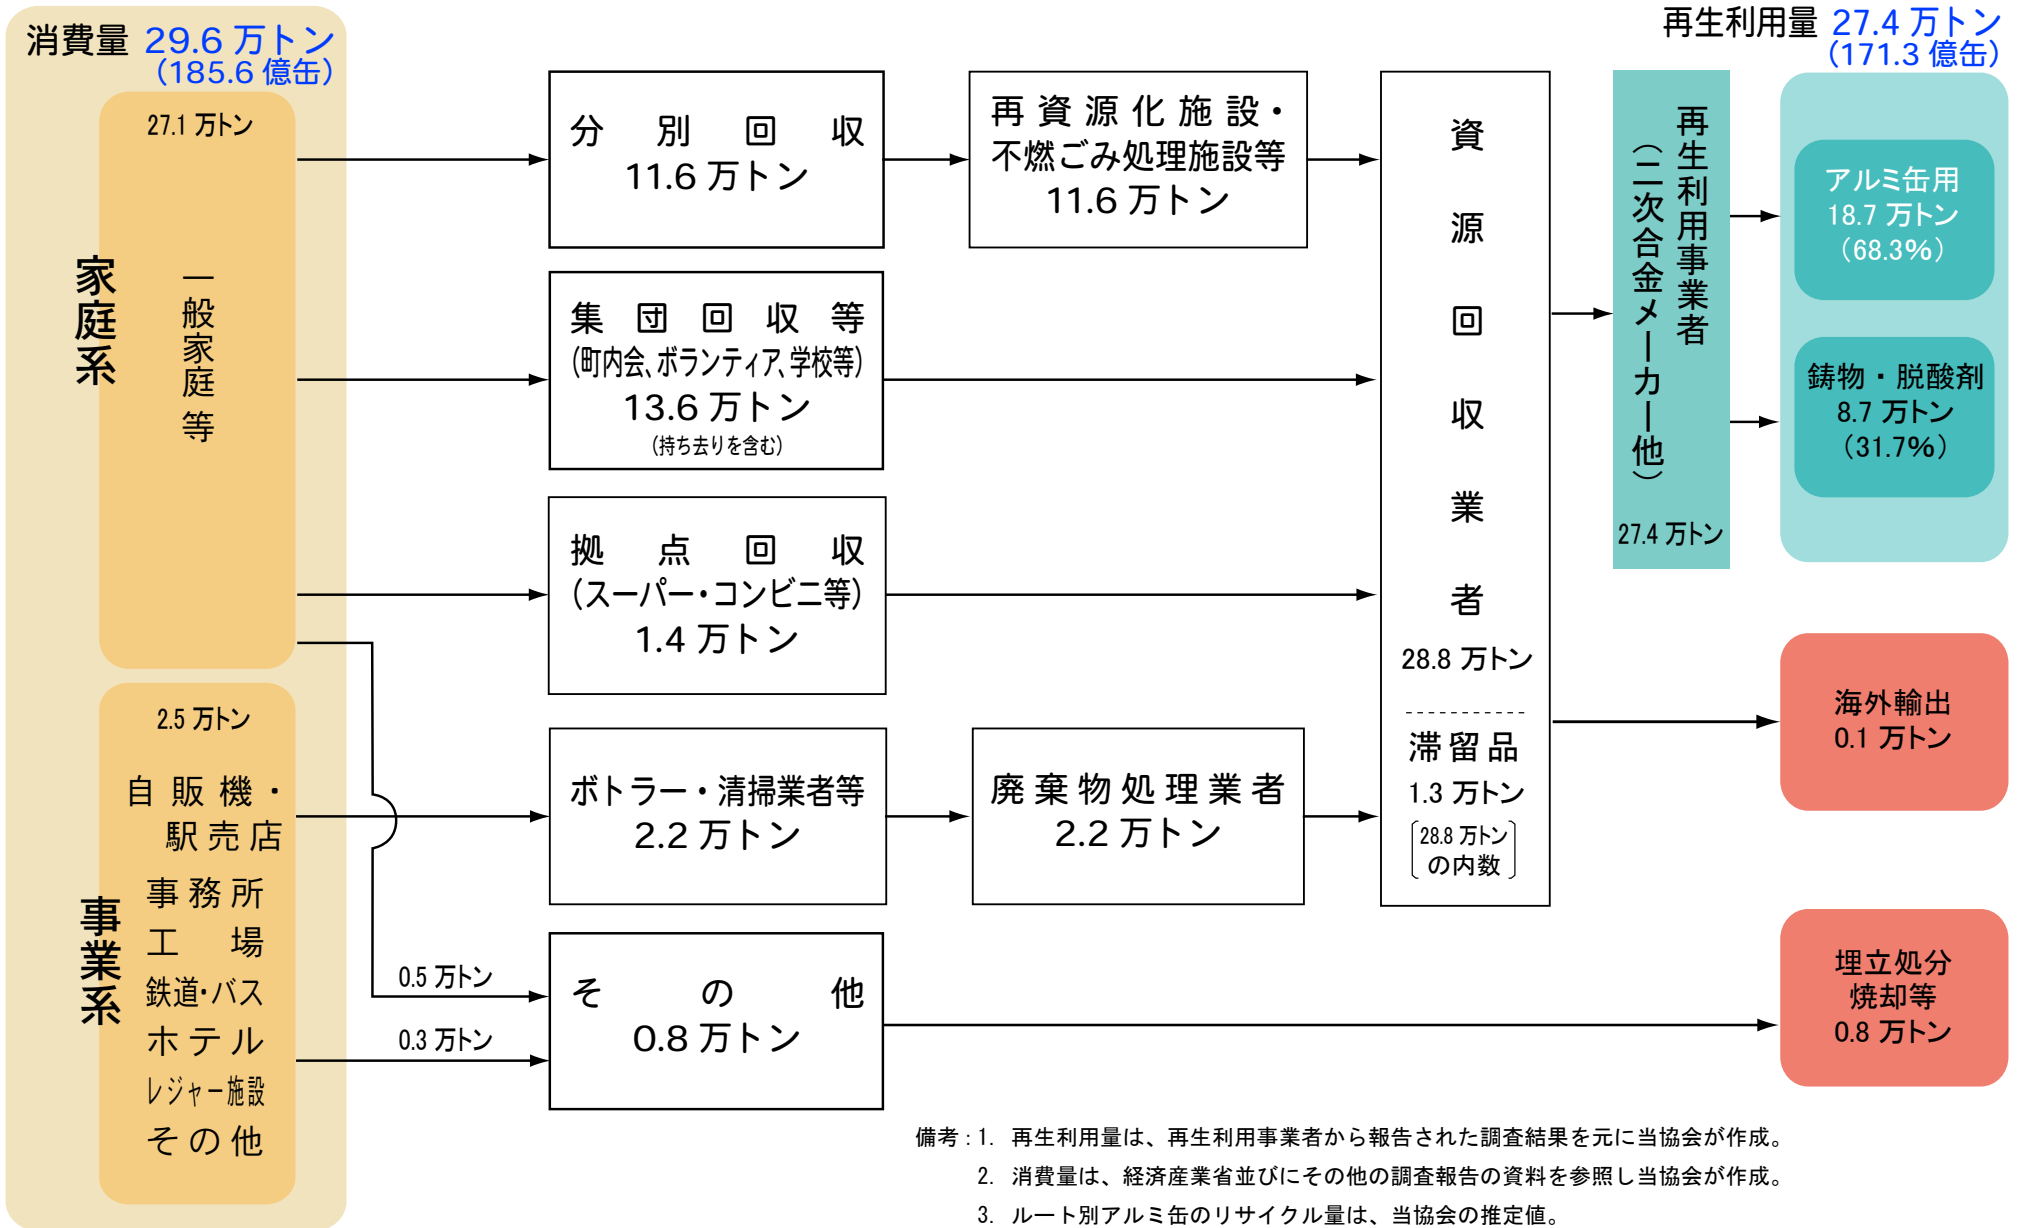 消費量 29.6 万トン
（185.6 億缶）
家庭系
27.1 万トン
一般家庭等
事業系
2.5 万トン
自販機・
駅売店
事務所
工場
鉄道・バス
ホテル
レジャー施設
その他
分別回収
11.6 万トン
再資源化施設・
不燃ごみ処理施設等
11.6 万トン
集団回収等
（町内会、ボランティア、学校等）
13.6 万トン
（持ち去りを含む）
拠点回収
（スーパー・コンビニ等）
1.4 万トン
ボトラー・清掃業者等
2.2 万トン
廃棄物処理業者
2.2 万トン
0.5 万トン
0.3 万トン
その他
0.8 万トン
資源回収業者
28.8 万トン
滞留品
1.3 万トン
28.8 万トン
の内数
再生利用事業者
（二次合金メーカー他）
27.4 万トン
再生利用量 27.4 万トン
（171.3 億缶）
アルミ缶用
18.7 万トン
（68.3%）
鋳物・脱酸剤
8.7 万トン
（31.7%）
海外輸出
0.1 万トン
埋立処分
焼却等
0.8 万トン
備考：1. 再生利用量は、再生利用事業者から報告された調査結果を元に当協会が作成。
2. 消費量は、経済産業省並びにその他の調査報告の資料を参照し当協会が作成。
3. ルート別アルミ缶のリサイクル量は、当協会の推定値。